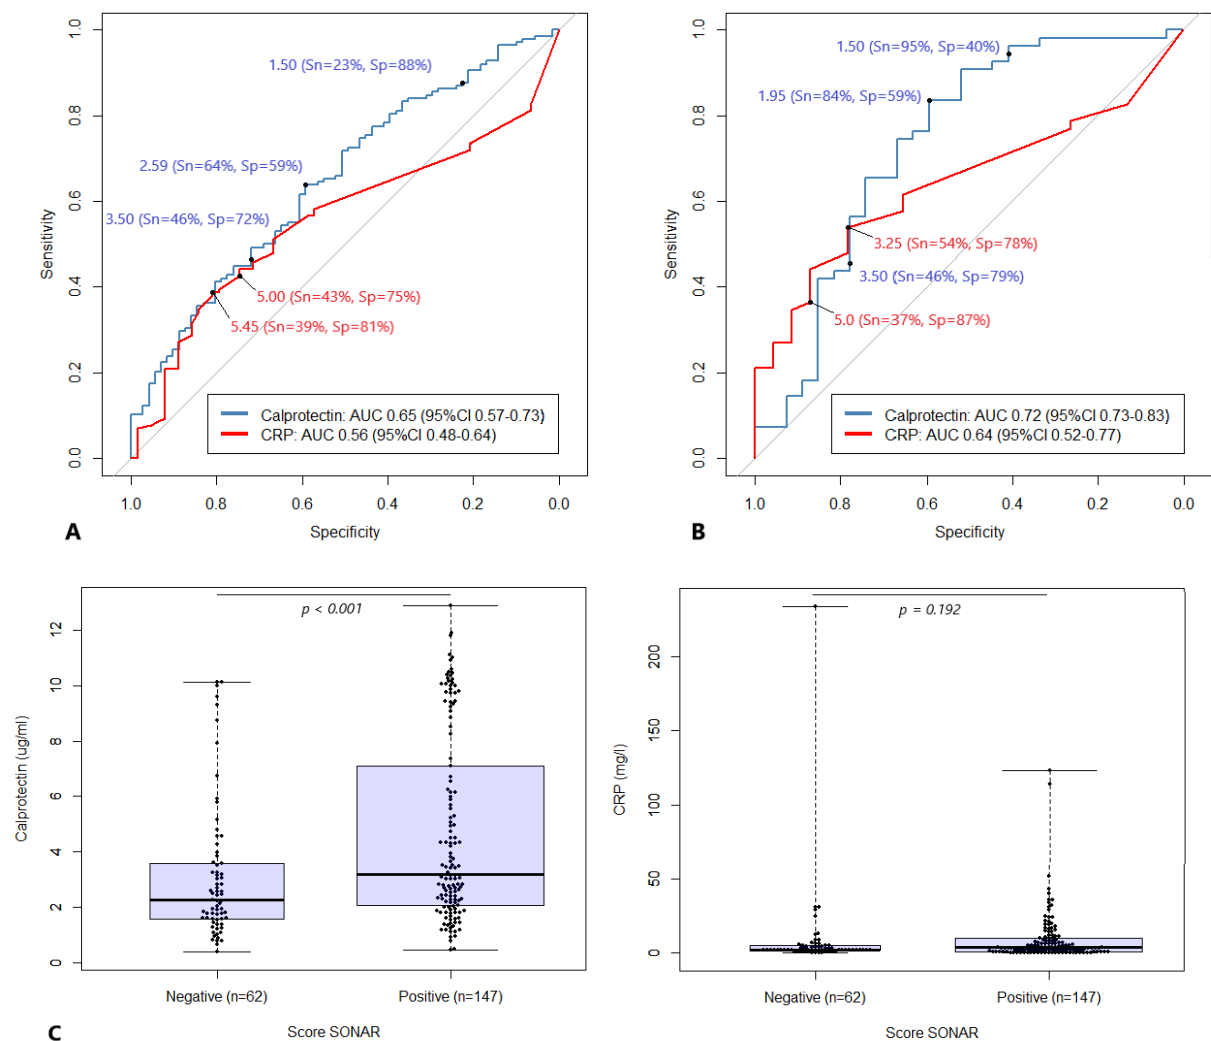 1.0
0.8
0.6
0.4
0.2
0.0
Sensitivity
1.50 (Sn=23%, Sp=88%)
2.59 (Sn=64%, Sp=59%)
3.50 (Sn=46%, Sp=72%)
5.00 (Sn=43%, Sp=75%)
5.45 (Sn=39%, Sp=81%)
Calprotectin: AUC 0.65 (95%CI 0.57-0.73)
CRP: AUC 0.56 (95%CI 0.48-0.64)
1.0 0.8 0.6 0.4 0.2 0.0
Specificity
A
1.0
0.8
0.6
0.4
0.2
0.0
Sensitivity
1.50 (Sn=95%, Sp=40%)
1.95 (Sn=84%, Sp=59%)
3.25 (Sn=54%, Sp=78%)
3.50 (Sn=46%, Sp=79%)
5.0 (Sn=37%, Sp=87%)
Calprotectin: AUC 0.72 (95%CI 0.73-0.83)
CRP: AUC 0.64 (95%CI 0.52-0.77)
1.0 0.8 0.6 0.4 0.2 0.0
Specificity
B
p < 0.001
12
10
8
6
4
2
0
Calprotectin (ug/ml)
Negative (n=62) Positive (n=147)
Score SONAR
C
p = 0.192
200
150
100
50
0
CRP (mg/l)
Negative (n=62) Positive (n=147)
Score SONAR